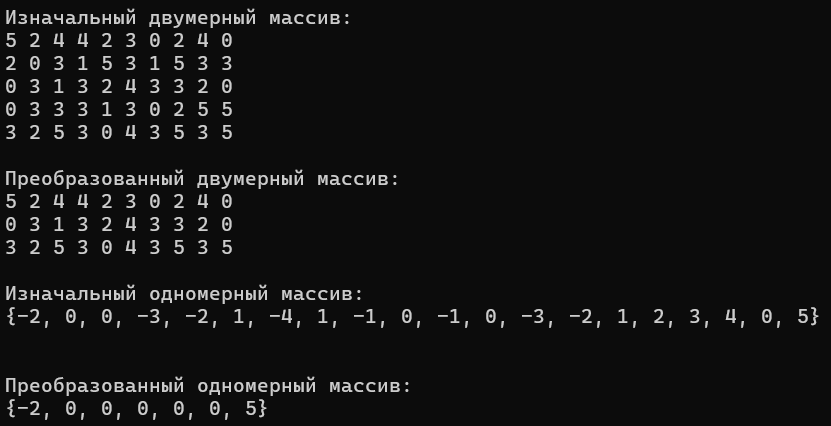 Изначальный двумерный массив:
5 2 4 4 2 3 0 2 4 0
2 0 3 1 5 3 1 5 3 3
0 3 1 3 2 4 3 3 2 0
0 3 3 3 1 3 0 2 5 5
3 2 5 3 0 4 3 5 3 5
Преобразованный двумерный массив:
5 2 4 4 2 3 0 2 4 0
0 3 1 3 2 4 3 3 2 0
3 2 5 3 0 4 3 5 3 5
Изначальный одномерный массив:
{-2, 0, 0, -3, -2, 1, -4, 1, -1, 0, -1, 0, -3, -2, 1, 2, 3, 4, 0, 5}
Преобразованный одномерный массив:
{-2, 0, 0, 0, 0, 0, 5}